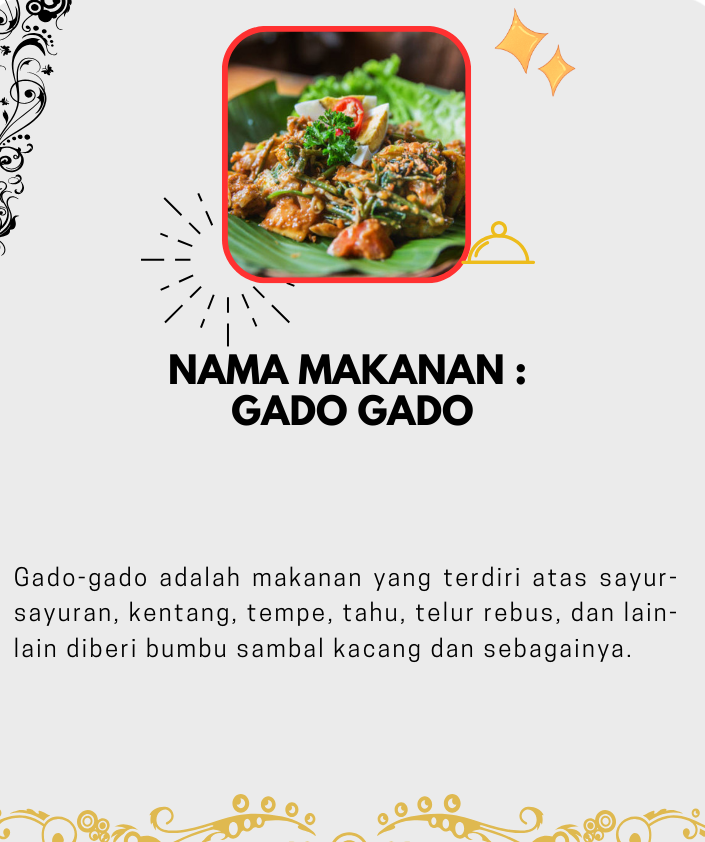 NAMA MAKANAN :
GADO GADO
Gado-gado adalah makanan yang terdiri atas sayur-
sayuran, kentang, tempe, tahu, telur rebus, dan lain-
lain diberi bumbu sambal kacang dan sebagainya.